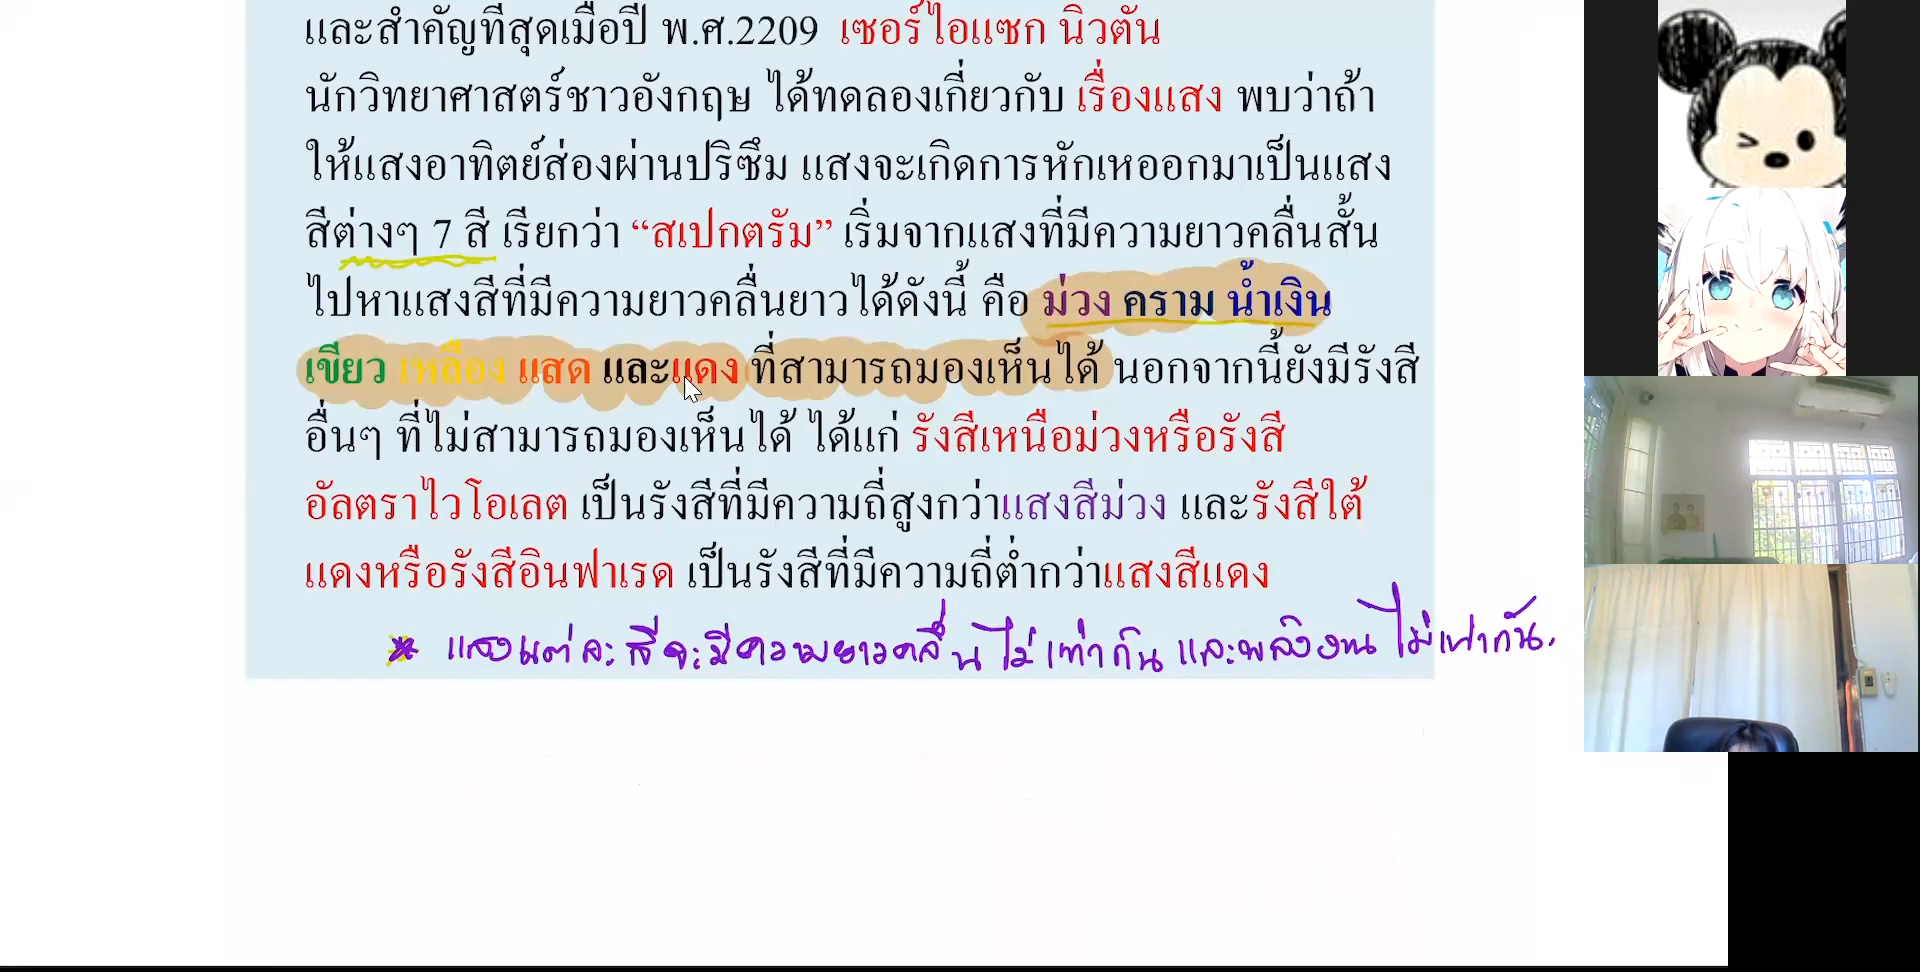 และสำคัญที่สุดเมื่อปี พ.ศ.2209 เซอร์ไอแซก นิวตัน
นักวิทยาศาสตร์ชาวอังกฤษ ได้ทดลองเกี่ยวกับ เรื่องแสง พบว่าถ้า
ให้แสงอาทิตย์ส่องผ่านปริซึม แสงจะเกิดการหักเหออกมาเป็นแสง
สีต่างๆ 7 สี เรียกว่า “สเปกตรัม” เริ่มจากแสงที่มีความยาวคลื่นสั้น
ไปหาแสงสีที่มีความยาวคลื่นยาวได้ดังนี้ คือ ม่วง คราม น้ำเงิน
เขียว เหลือง แสด และแดง ที่สามารถมองเห็นได้ นอกจากนี้ยังมีรังสี
อื่นๆ ที่ไม่สามารถมองเห็นได้ ได้แก่ รังสีเหนือม่วงหรือรังสี
อัลตราไวโอเลต เป็นรังสีที่มีความถี่สูงกว่าแสงสีม่วง และรังสีใต้
แดงหรือรังสีอินฟาเรด เป็นรังสีที่มีความถี่ต่ำกว่าแสงสีแดง
* แสงแต่ละสีจะมีความยาวคลื่นไม่เท่ากัน และพลังงานไม่เท่ากัน.